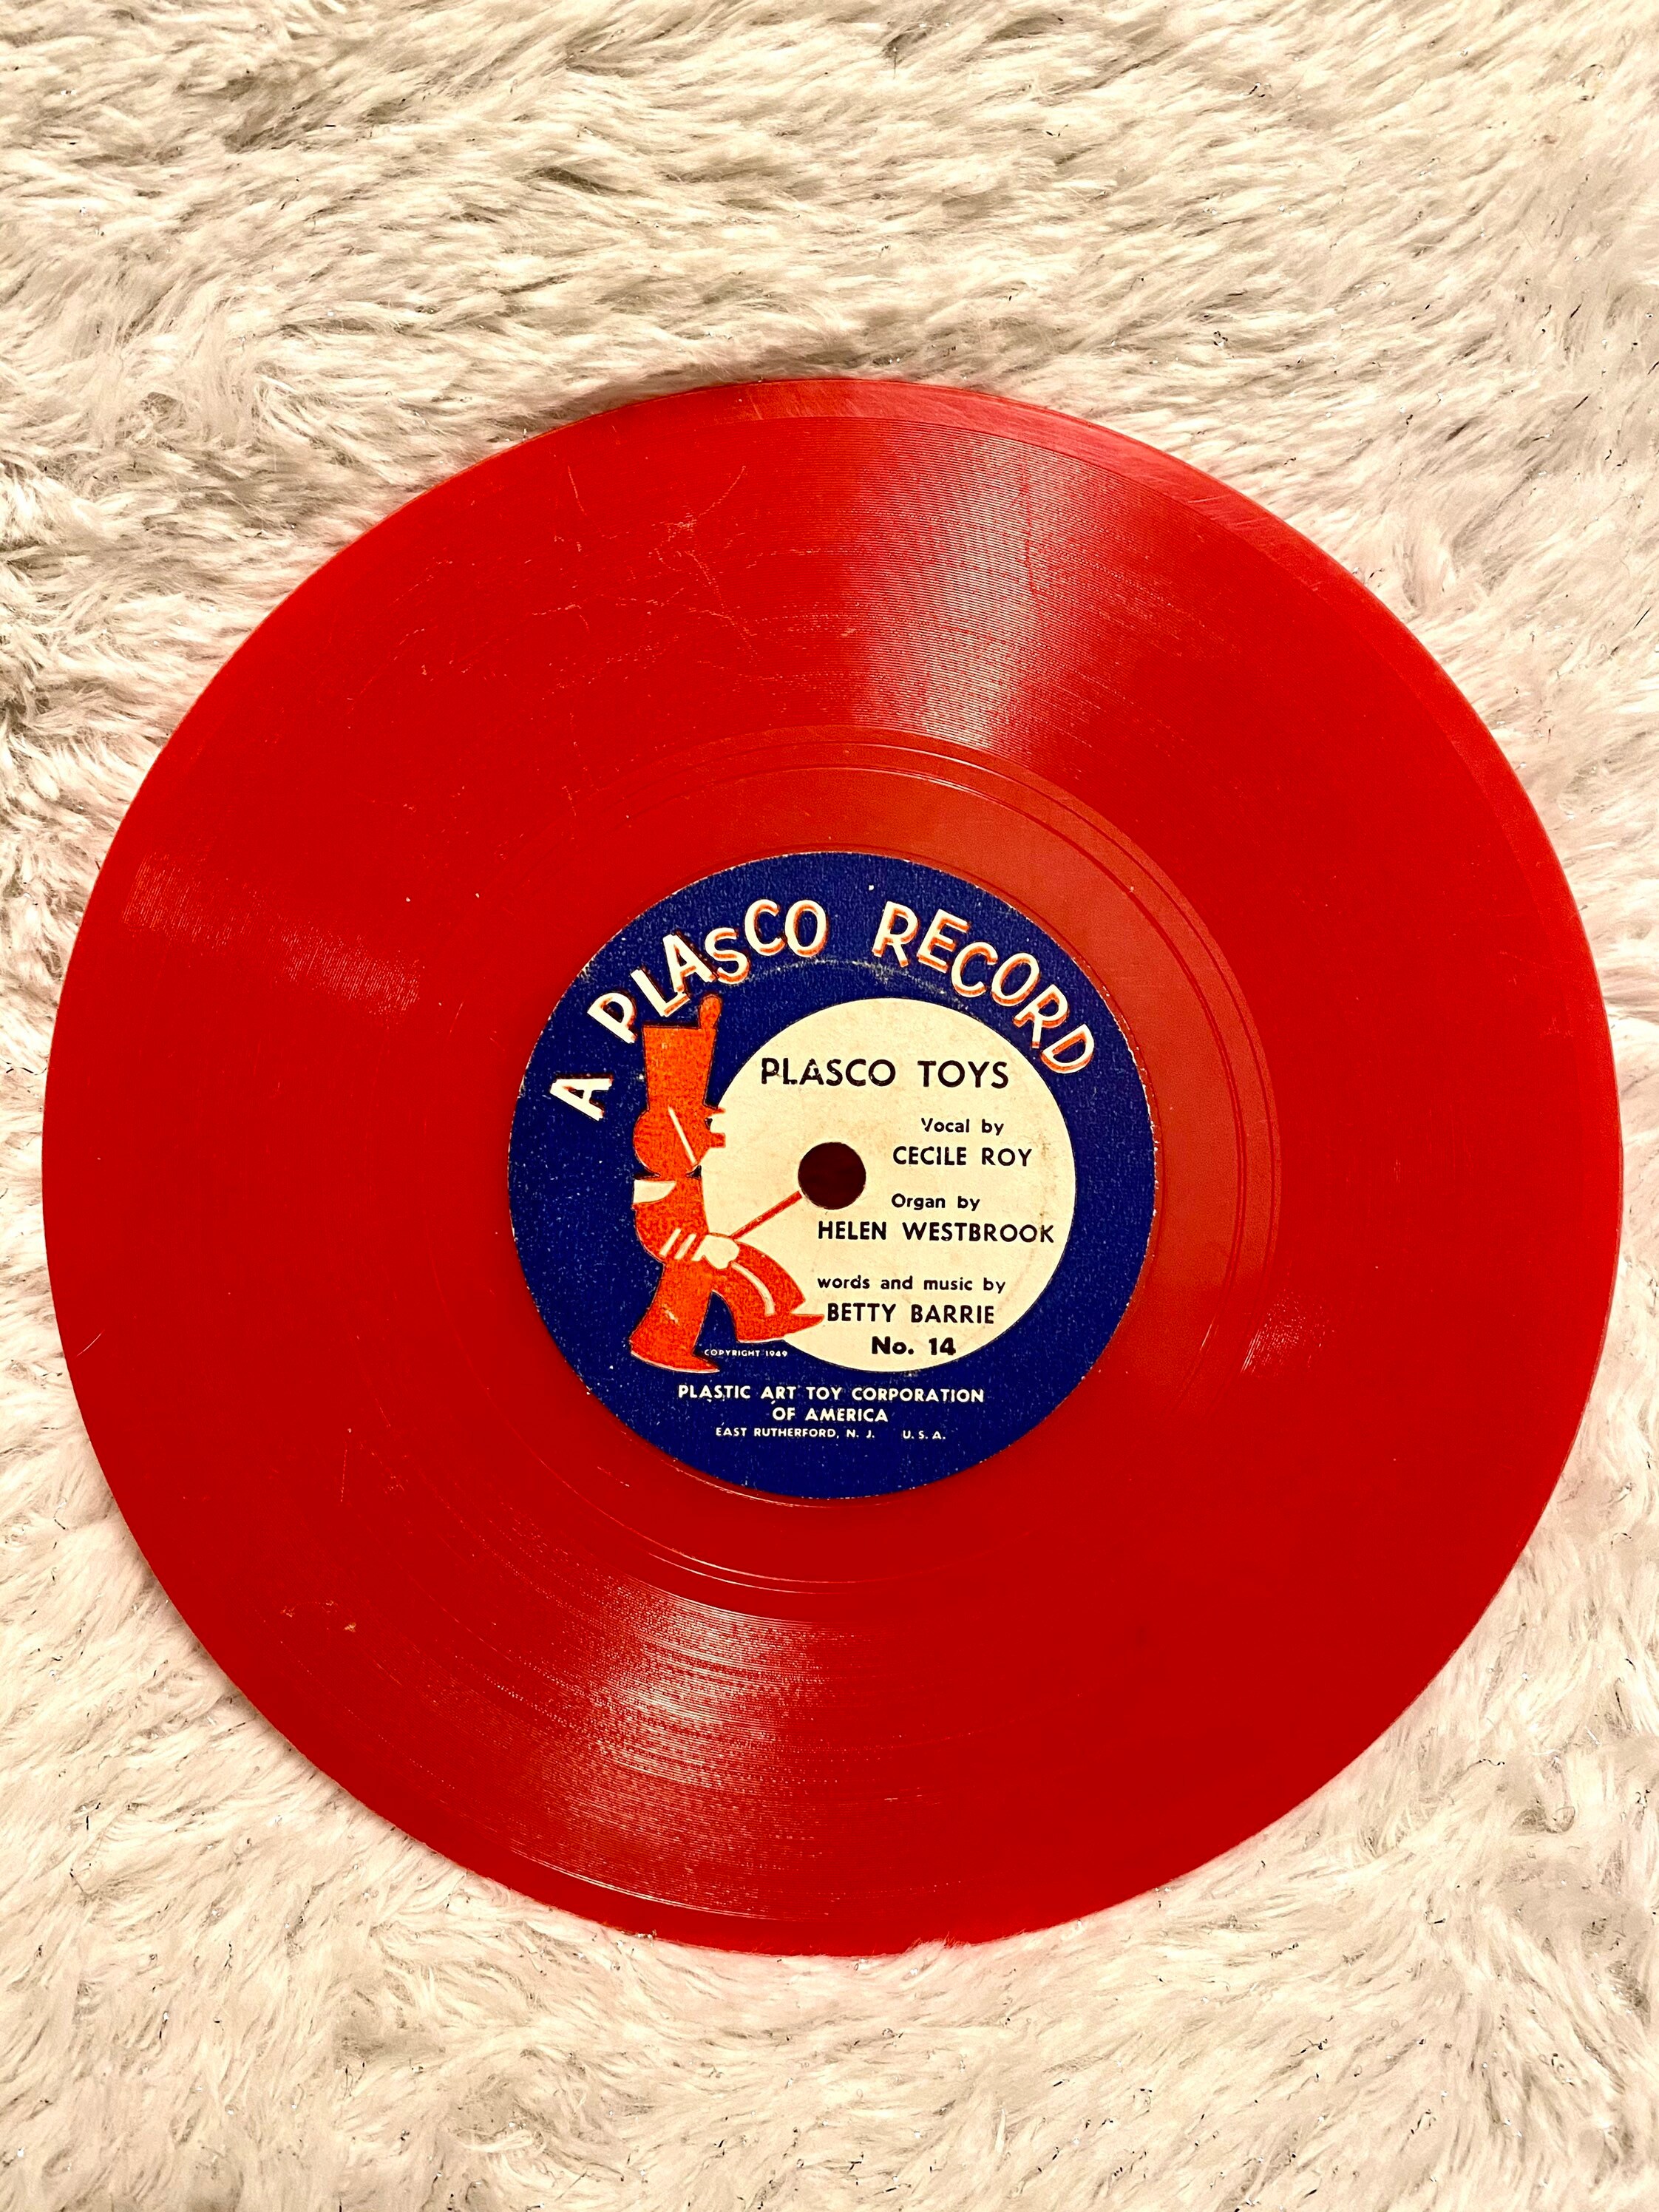 A PLASCO RECORD
PLASCO TOYS
Vocal by
CECILE ROY
Organ by
HELEN WESTBROOK
words and music by
BETTY BARRIE
No. 14
COPYRIGHT 1949
PLASTIC ART TOY CORPORATION
OF AMERICA
EAST RUTHERFORD, N. J. U. S. A.